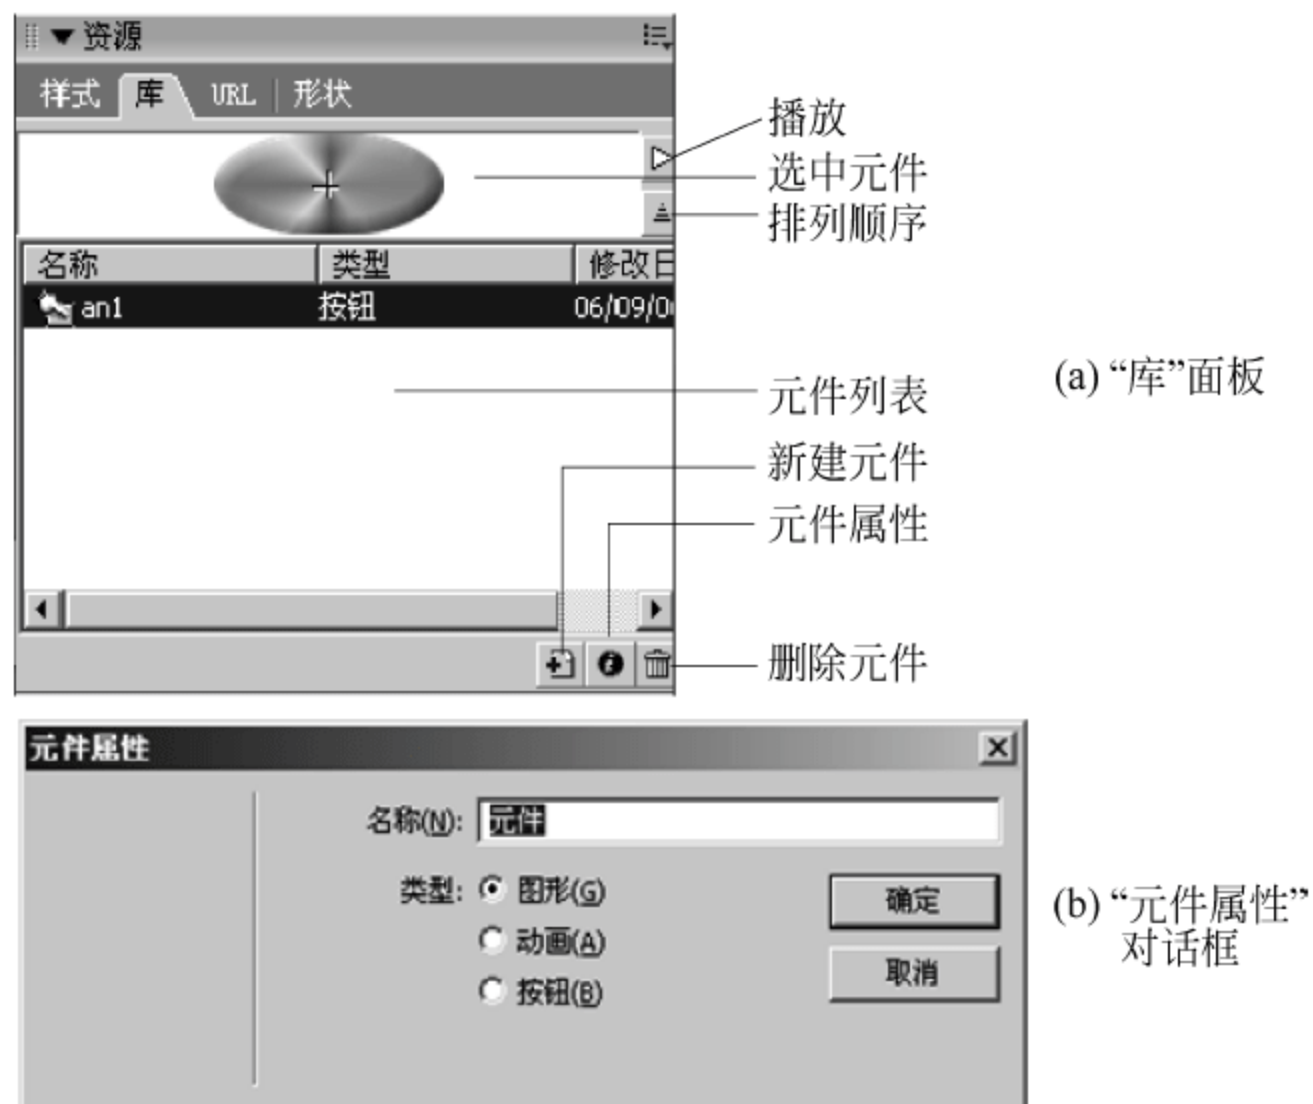 资源
样式 库 URL 形状
播放
选中元件
排列顺序
名称 类型 修改日
an1 按钮 06/09/0
元件列表
(a) “库”面板
新建元件
元件属性
删除元件
元件属性
名称(N): 元件
类型: 图形(G)
动画(A)
按钮(B)
确定
取消
(b) “元件属性”
对话框